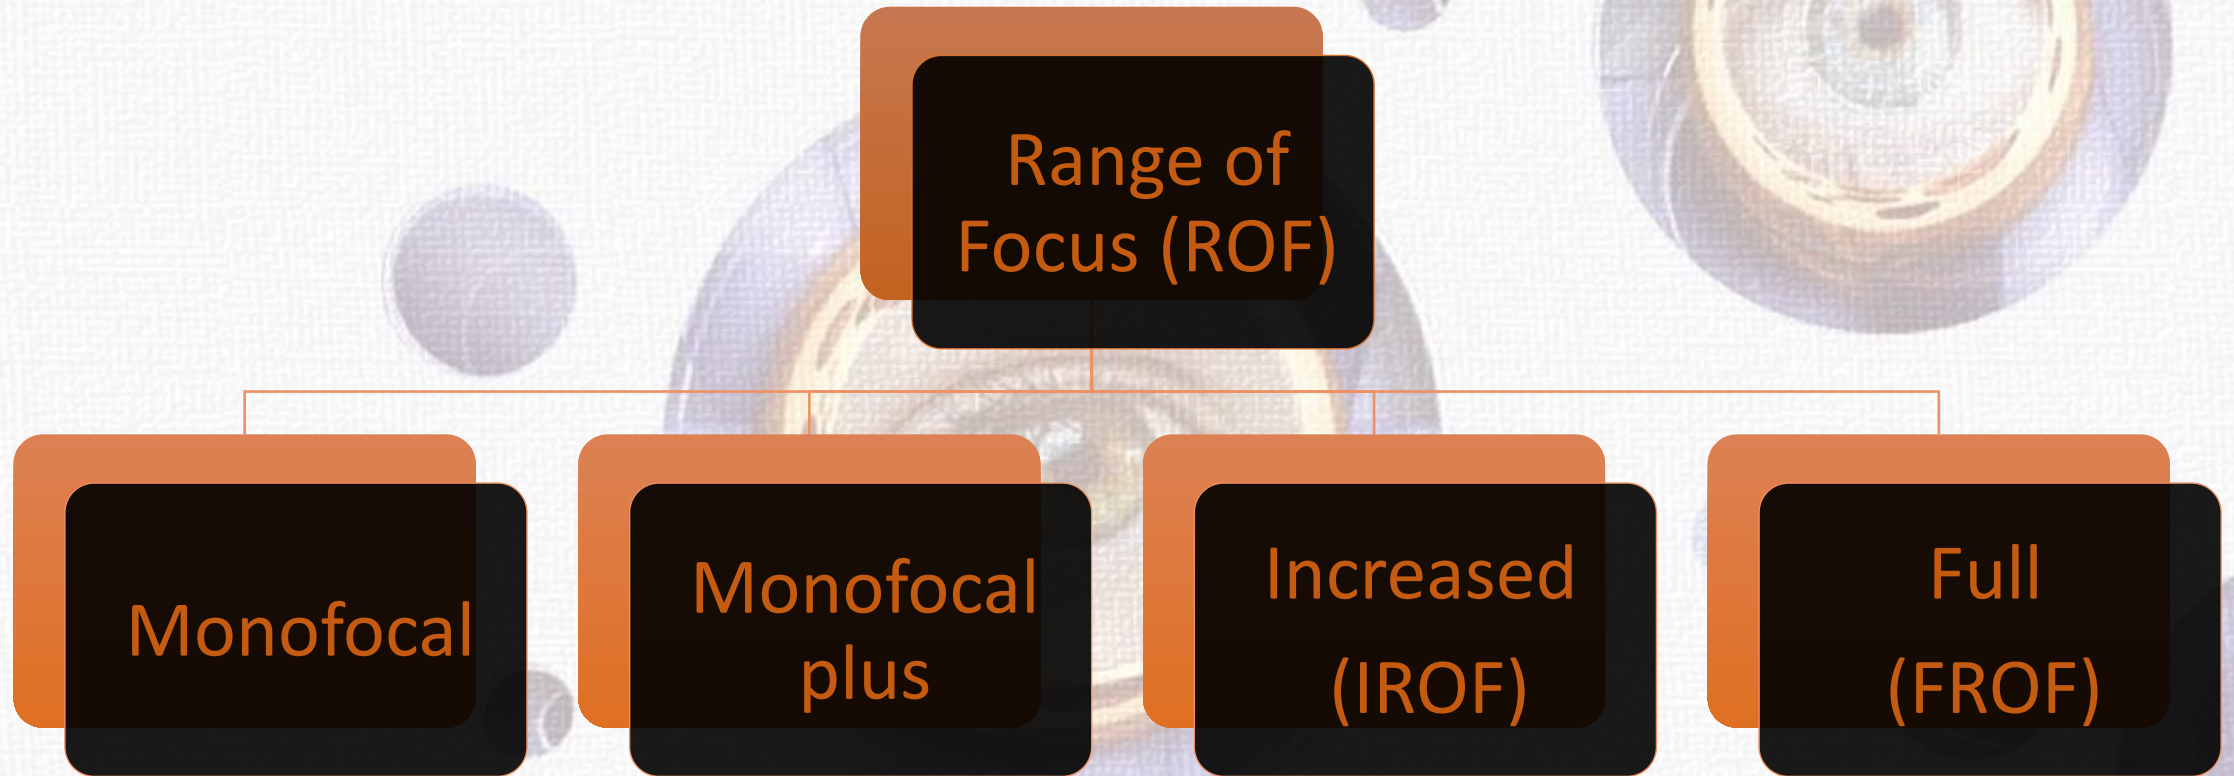 Range of
Focus (ROF)
Monofocal
Monofocal
plus
Increased
(IROF)
Full
(FROF)